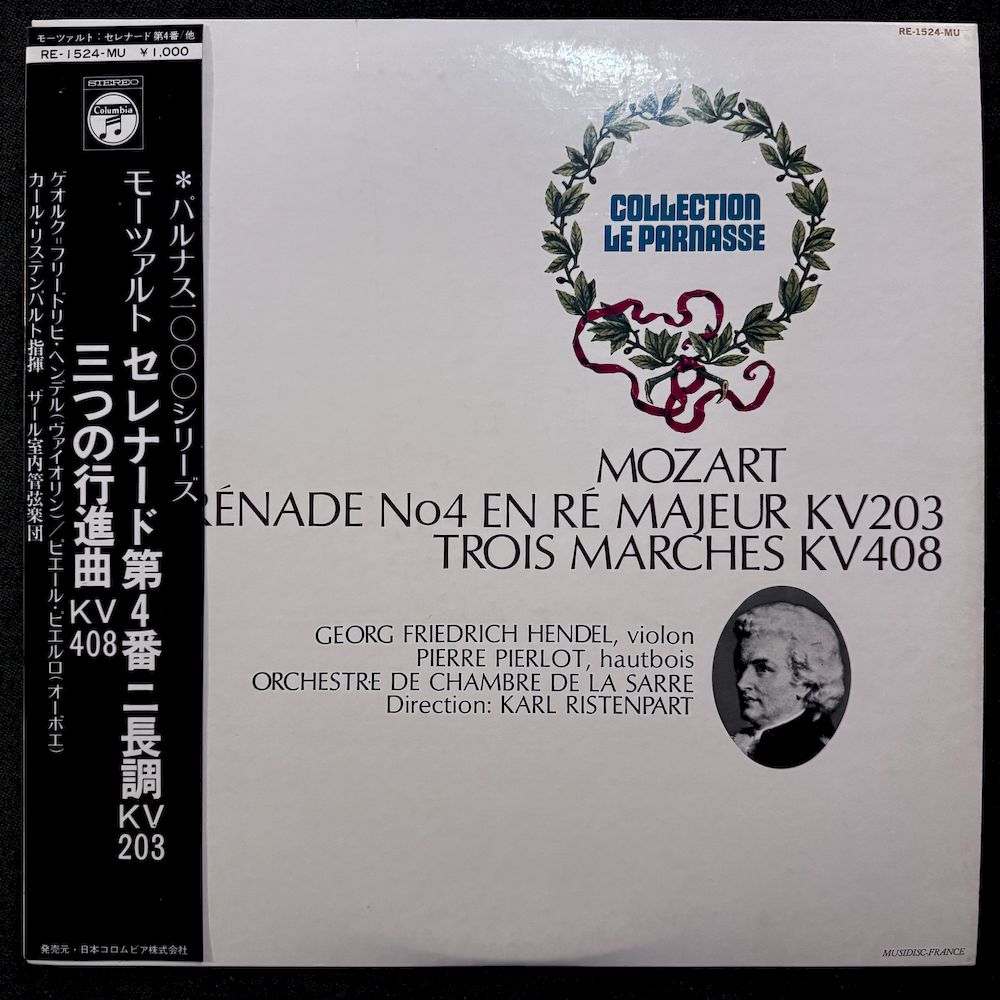 モーツァルト：セレナード第4番/他
RE-1524-MU ¥1,000
STEREO
Columbia
＊パルナス一〇〇〇シリーズ
モーツァルト セレナード第4番 ニ長調 KV 203
三つの行進曲 KV 408
ゲオルク=フリードリヒ・ヘンデル(ヴァイオリン)／ピエール・ピエルロ(オーボエ)
カール・リステンパルト指揮 ザール室内管弦楽団
発売元・日本コロムビア株式会社
RE-1524-MU
COLLECTION
LE PARNASSE
MOZART
RÉNADE No4 EN RÉ MAJEUR KV203
TROIS MARCHES KV408
GEORG FRIEDRICH HENDEL, violon
PIERRE PIERLOT, hautbois
ORCHESTRE DE CHAMBRE DE LA SARRE
Direction: KARL RISTENPART
MUSIDISC-FRANCE